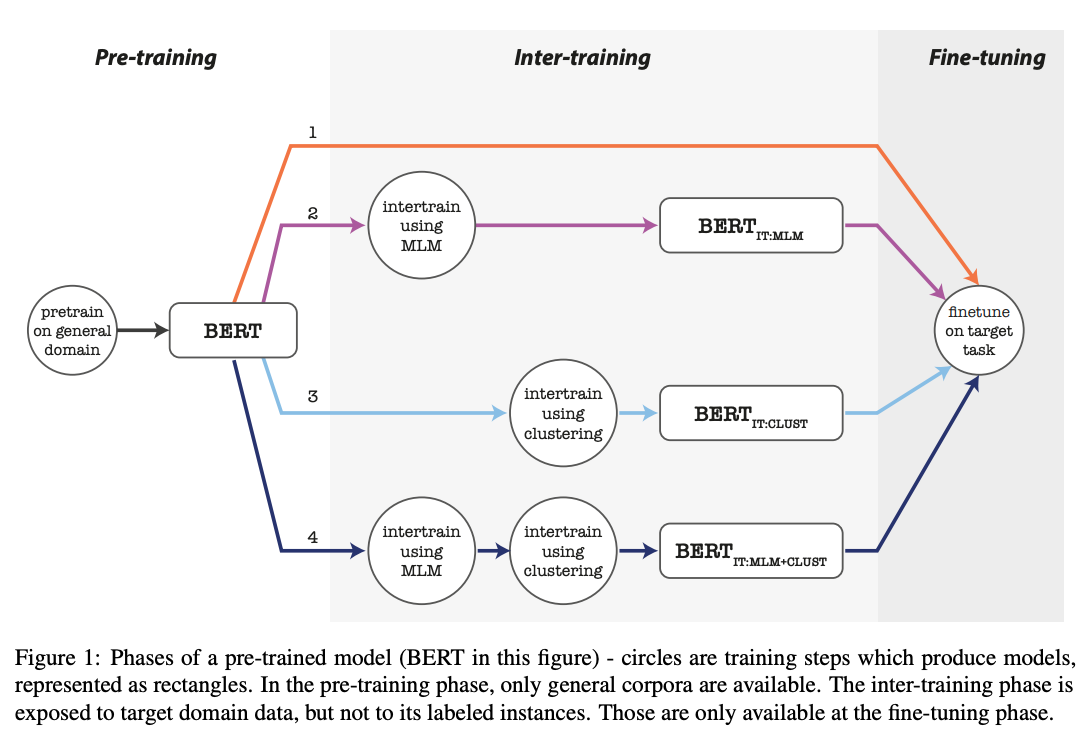 Pre-training
Inter-training
Fine-tuning
1
2
intertrain
using
MLM
BERT IT:MLM
pretrain
on general
domain
BERT
finetune
on target
task
3
intertrain
using
clustering
BERT IT:CLUST
4
intertrain
using
MLM
intertrain
using
clustering
BERT IT:MLM+CLUST
Figure 1: Phases of a pre-trained model (BERT in this figure) - circles are training steps which produce models,
represented as rectangles. In the pre-training phase, only general corpora are available. The inter-training phase is
exposed to target domain data, but not to its labeled instances. Those are only available at the fine-tuning phase.